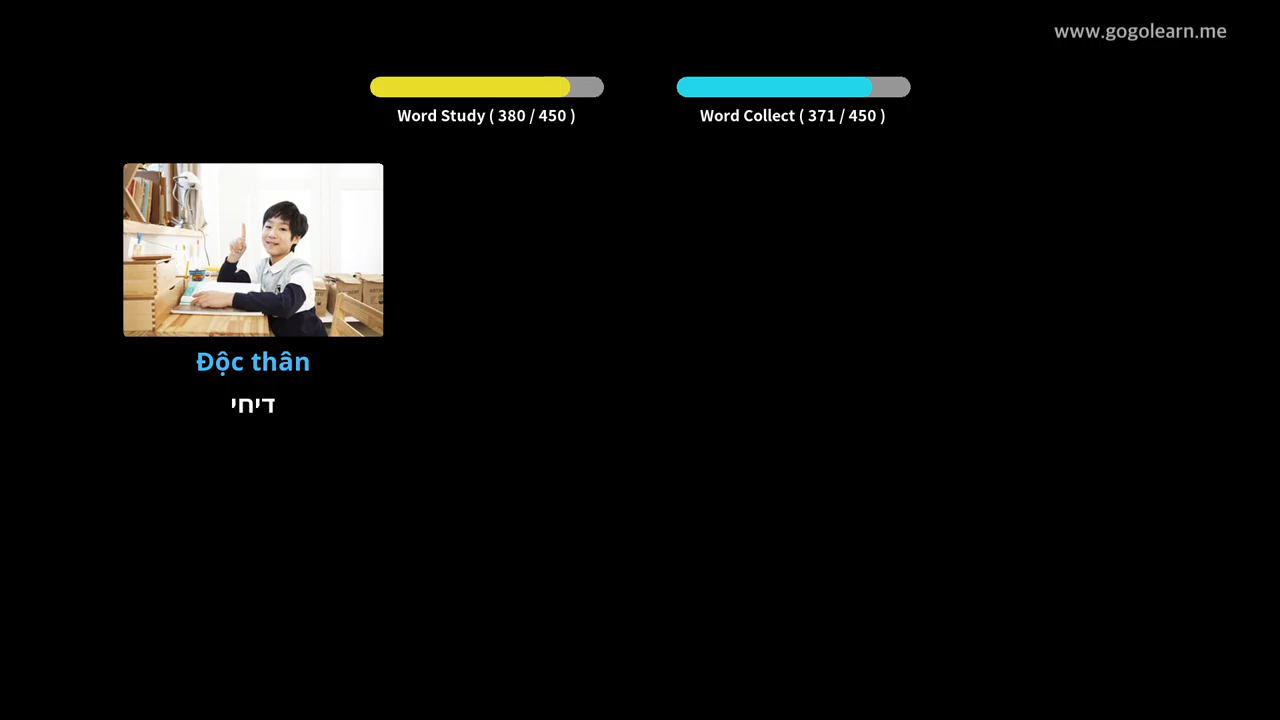 www.gogolearn.me
Word Study ( 380 / 450 )
Word Collect ( 371 / 450 )
Độc thân
דיחי